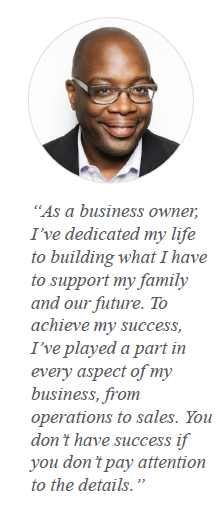 “As a business owner,
I’ve dedicated my life
to building what I have
to support my family
and our future. To
achieve my success,
I’ve played a part in
every aspect of my
business, from
operations to sales. You
don’t have success if
you don’t pay attention
to the details.”